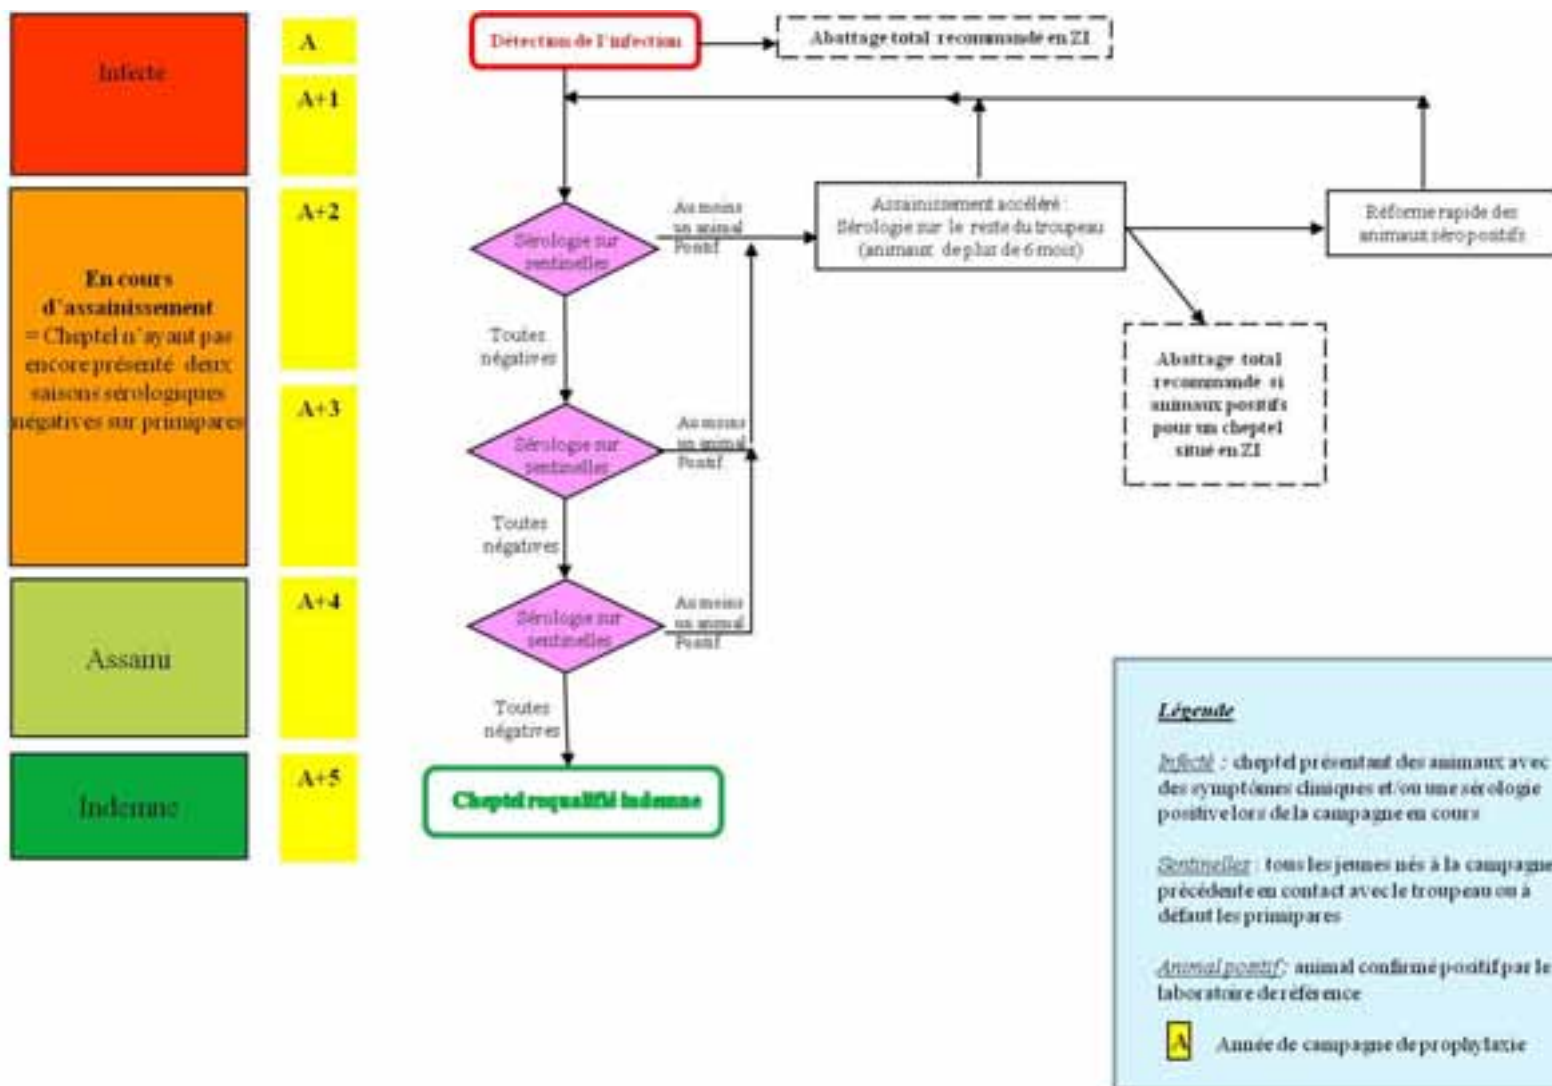 Infecte
A
A+1
Détection de l'infection
Abattage total recommandé en ZI
En cours
d'assainissement
= Cheptel n'ayant pas
encore présenté deux
saisons sérologiques
négatives sur primipares
A+2
A+3
Sérologie sur
sentinelles
Au moins
un animal
Positif
Assainissement accéléré :
Sérologie sur le reste du troupeau
(animaux de plus de 6 mois)
Réforme rapide des
animaux séropositifs
Abattage total
recommandé si
animaux positifs
pour un cheptel
situé en ZI
Toutes
négatives
Sérologie sur
sentinelles
Au moins
un animal
Positif
Toutes
négatives
Assaini
A+4
Sérologie sur
sentinelles
Au moins
un animal
Positif
Toutes
négatives
Indemne
A+5
Cheptel requalifié indemne
Légende
Infecté : cheptel présentant des animaux avec
des symptômes cliniques et/ou une sérologie
positive lors de la campagne en cours
Sentinelles : tous les jeunes nés à la campagne
précédente en contact avec le troupeau ou à
défaut les primipares
Animal positif : animal confirmé positif par le
laboratoire de référence
A Année de campagne de prophylaxie